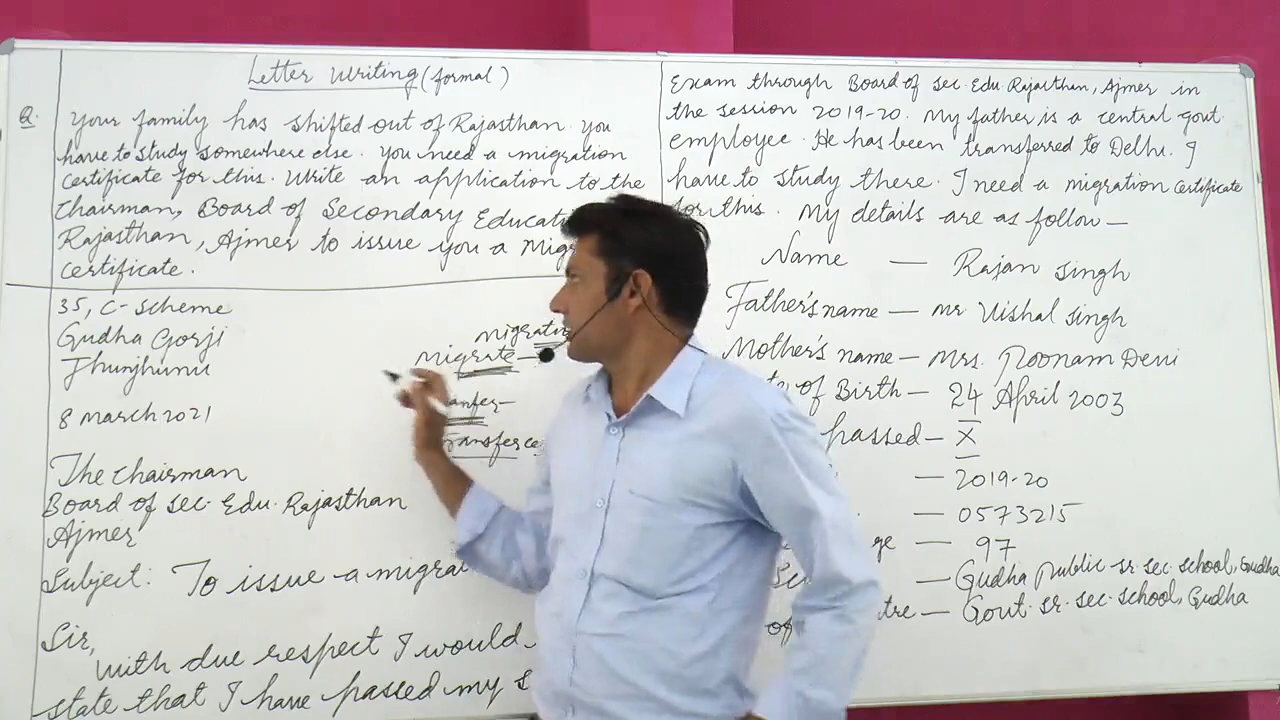 Letter Writing (formal)
Q. Your family has shifted out of Rajasthan. You
have to study somewhere else. You need a migration
certificate for this. Write an application to the
Chairman, Board of Secondary
Rajasthan, Ajmer to issue you a
certificate.
35, C-Scheme
Gudha Gorji
Jhunjhunu
8 March 2021
The Chairman
Board of Sec. Edu. Rajasthan
Ajmer
Subject: To issue a
Sir,
With due respect I would
state that I have passed my
migrate
Exam through Board of Sec. Edu. Rajasthan, Ajmer in
the session 2019-20. My father is a central govt.
employee. He has been transferred to Delhi. I
have to study there. I need a migration certificate
for this. My details are as follow —
Name — Rajan Singh
Father's name — Mr. Vishal Singh
Mother's name — Mrs. Poonam Devi
of Birth — 24 April 2003
passed — X
— 2019-20
— 0573215
— 97
— Gudha Public Sr. Sec. School, Gudha
— Govt. Sr. Sec. School, Gudha